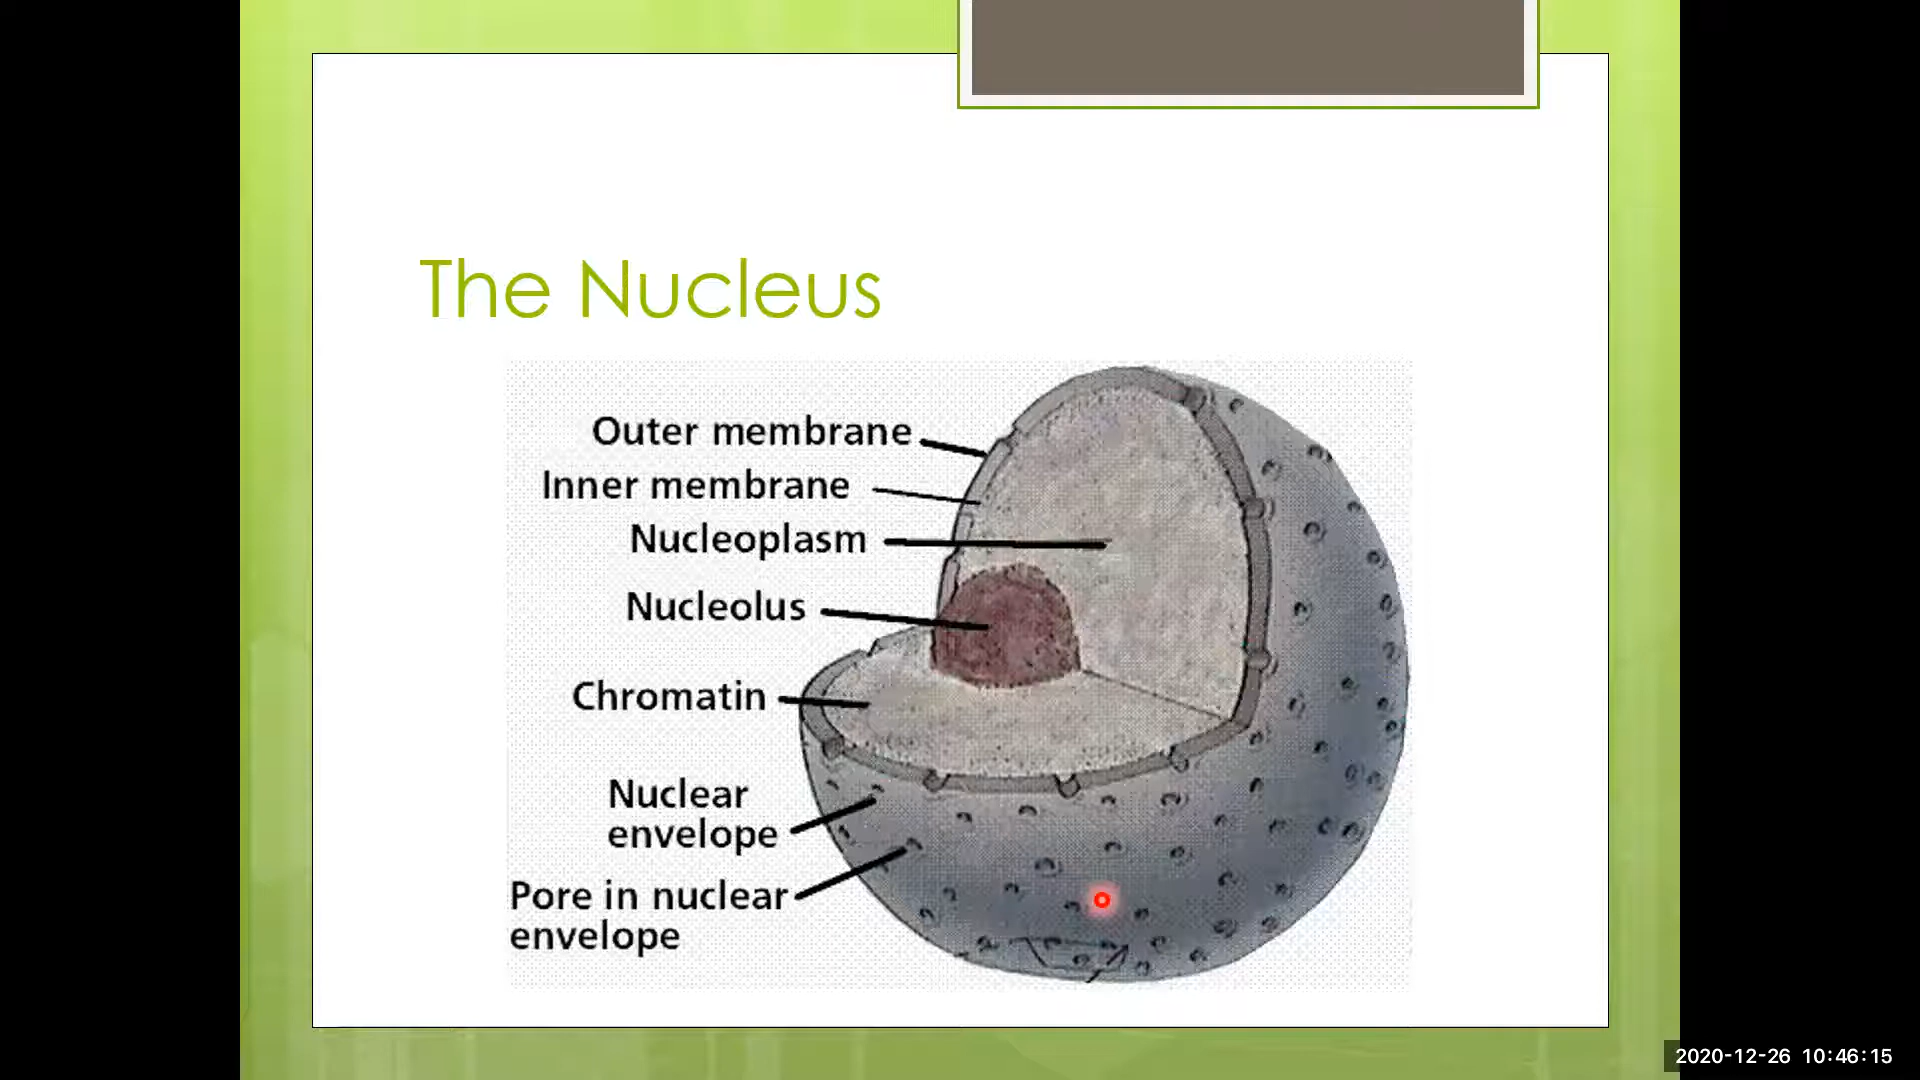 The Nucleus
Outer membrane
Inner membrane
Nucleoplasm
Nucleolus
Chromatin
Nuclear
envelope
Pore in nuclear
envelope
2020-12-26 10:46:15